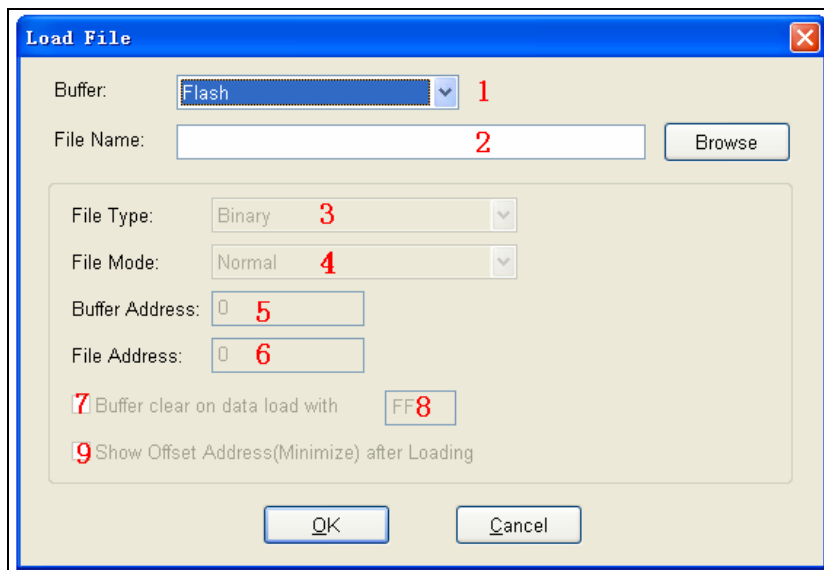 Load File
Buffer: Flash 1
File Name: 2 Browse
File Type: Binary 3
File Mode: Normal 4
Buffer Address: 0 5
File Address: 0 6
7 Buffer clear on data load with FF 8
9 Show Offset Address(Minimize) after Loading
OK Cancel